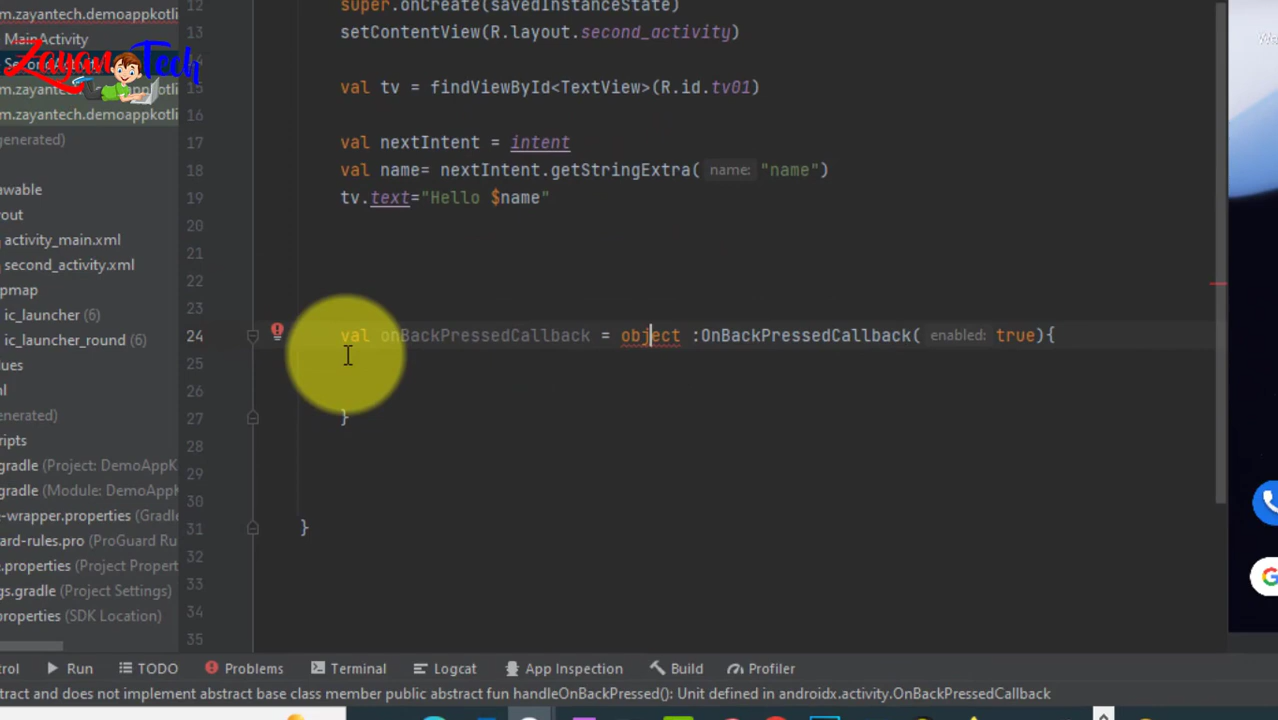 m.zayantech.demoappkotli
MainActivity
Zayan Tech
m.zayantech.demoappkotli
m.zayantech.demoappkotli
generated)
awable
out
activity_main.xml
second_activity.xml
pmap
ic_launcher (6)
ic_launcher_round (6)
ues
ml
enerated)
ripts
.gradle (Project: DemoAppK
.gradle (Module: DemoAppK
e-wrapper.properties (Gradle
ard-rules.pro (ProGuard Ru
e.properties (Project Propert
gs.gradle (Project Settings)
properties (SDK Location)
12 super.onCreate(savedInstanceState)
13 setContentView(R.layout.second_activity)
15 val tv = findViewById<TextView>(R.id.tv01)
16
17 val nextIntent = intent
18 val name= nextIntent.getStringExtra( name: "name")
19 tv.text="Hello $name"
20
21
22
23
24 val onBackPressedCallback = object :OnBackPressedCallback( enabled: true){
25
26
27 }
28
29
30
31 }
32
33
34
35
trol Run TODO Problems Terminal Logcat App Inspection Build Profiler
tract and does not implement abstract base class member public abstract fun handleOnBackPressed(): Unit defined in androidx.activity.OnBackPressedCallback